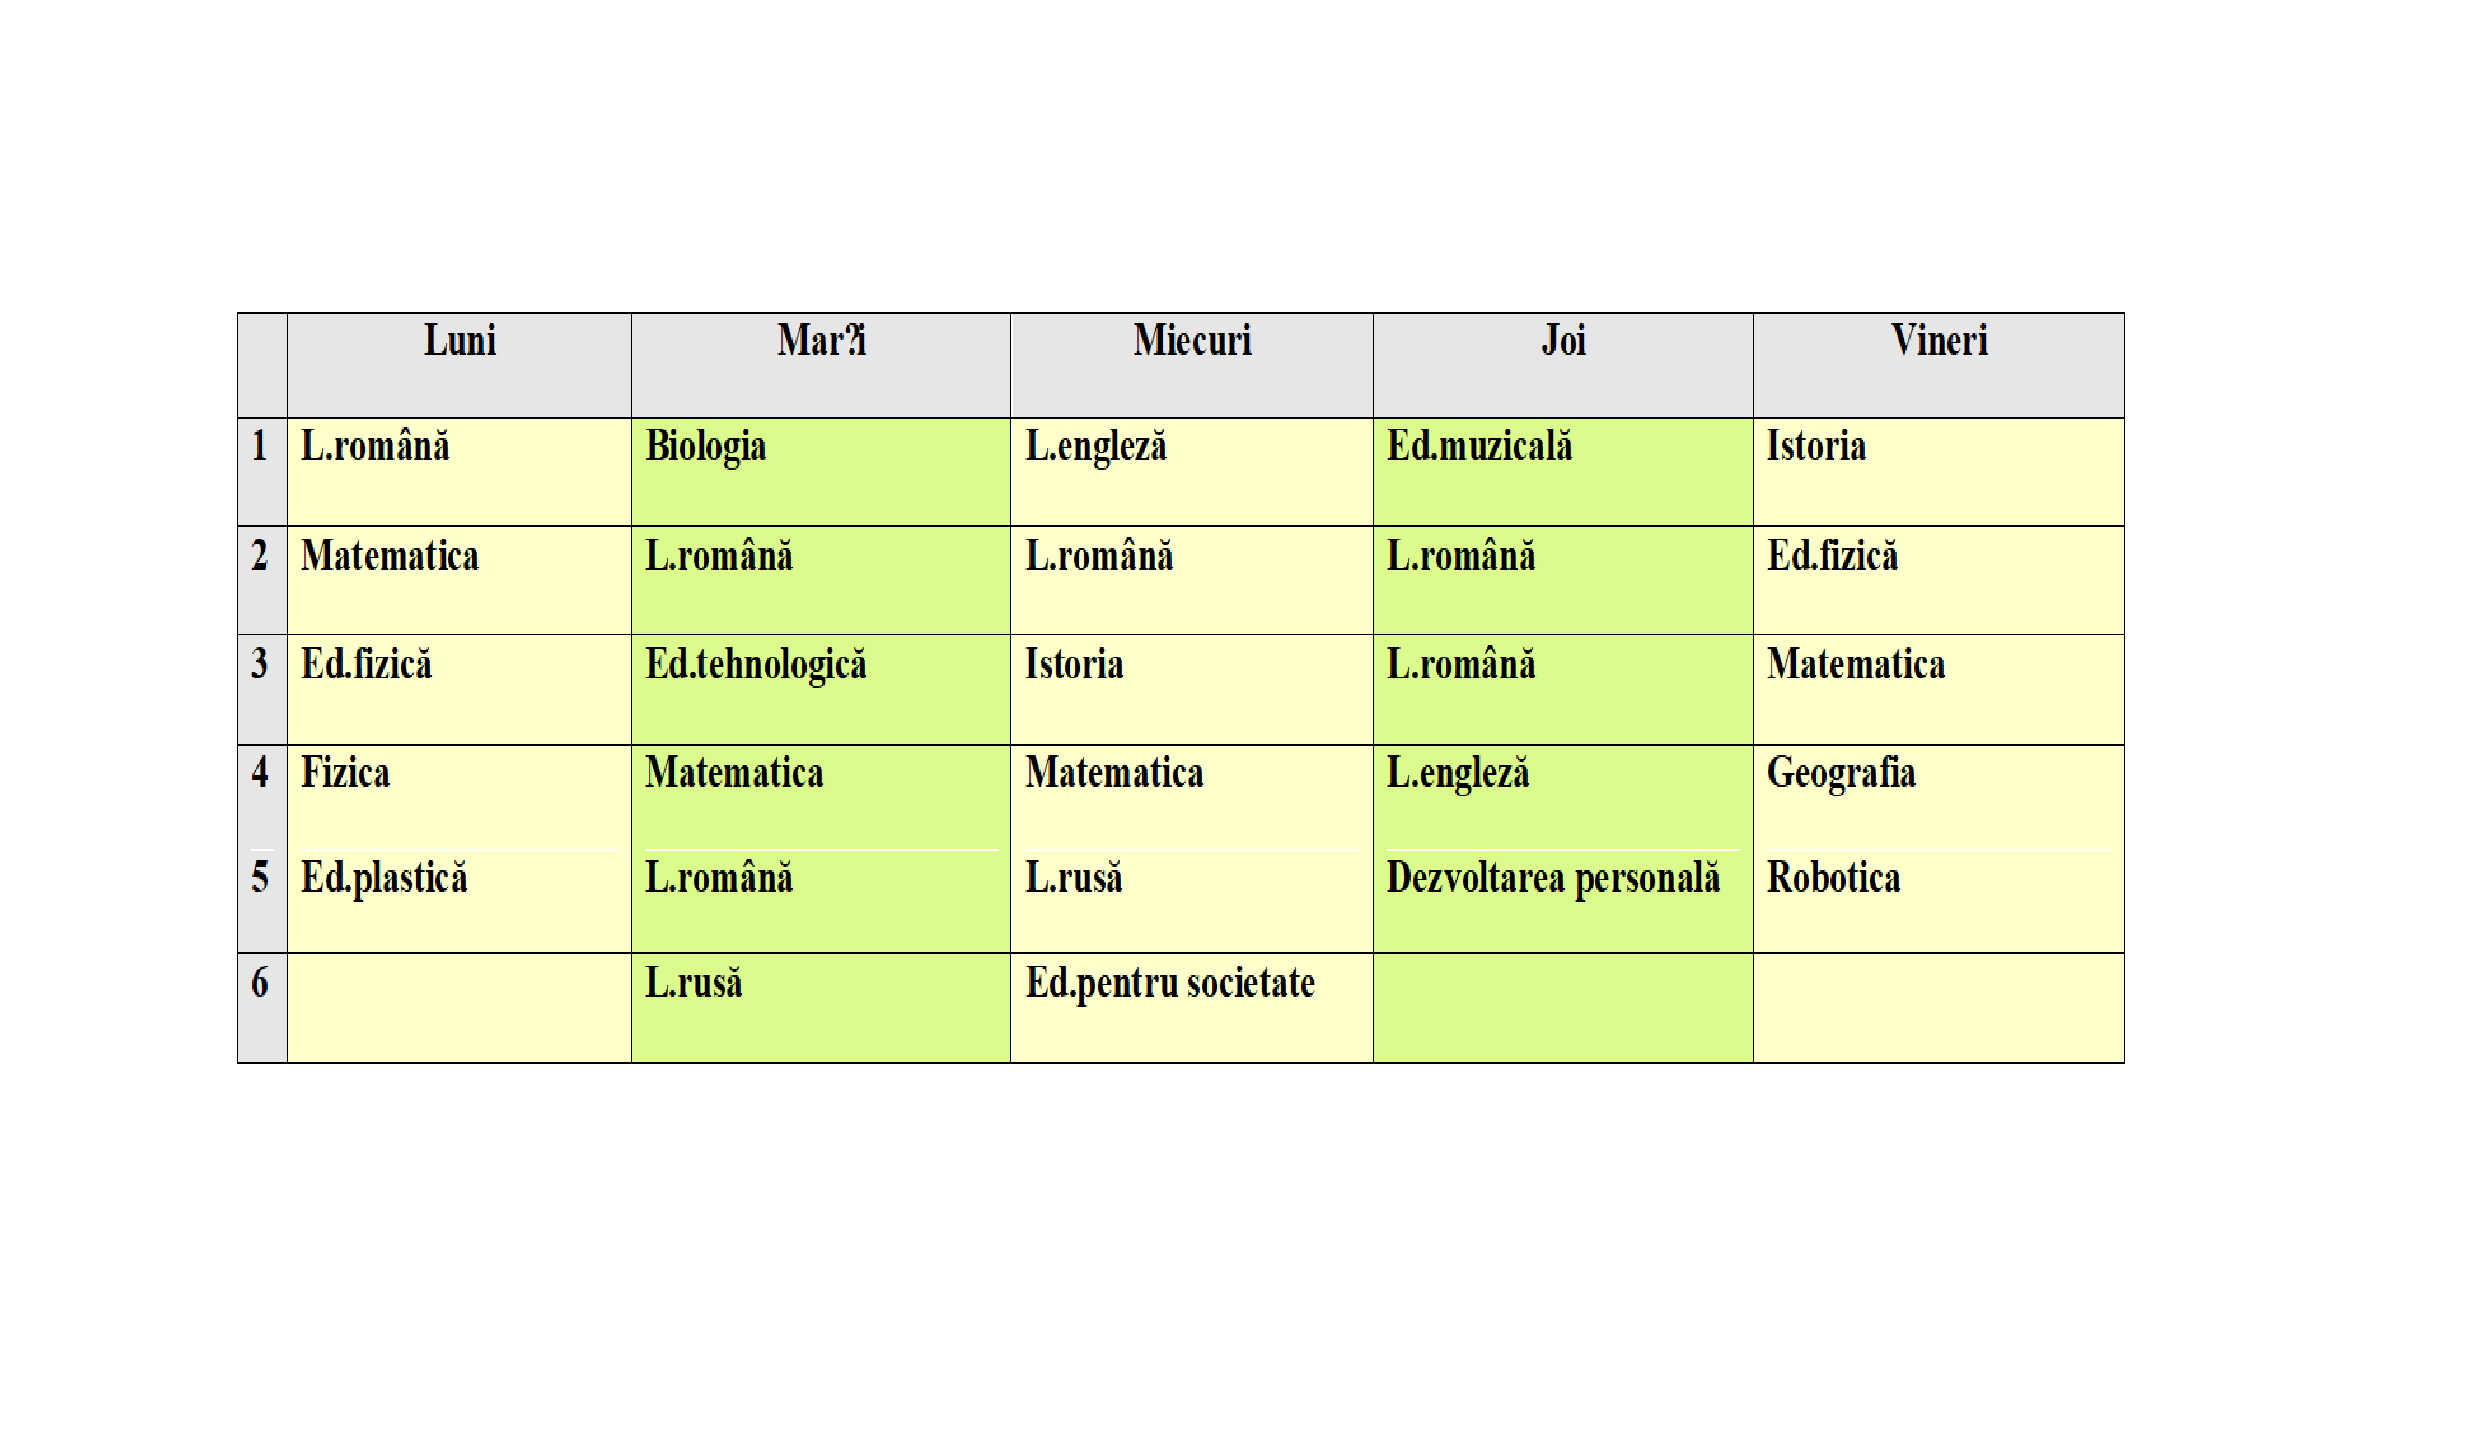 Luni Mar?i Miecuri Joi Vineri
1 L.română Biologia L.engleză Ed.muzicală Istoria
2 Matematica L.română L.română L.română Ed.fizică
3 Ed.fizică Ed.tehnologică Istoria L.română Matematica
4 Fizica Matematica Matematica L.engleză Geografia
5 Ed.plastică L.română L.rusă Dezvoltarea personală Robotica
6 L.rusă Ed.pentru societate